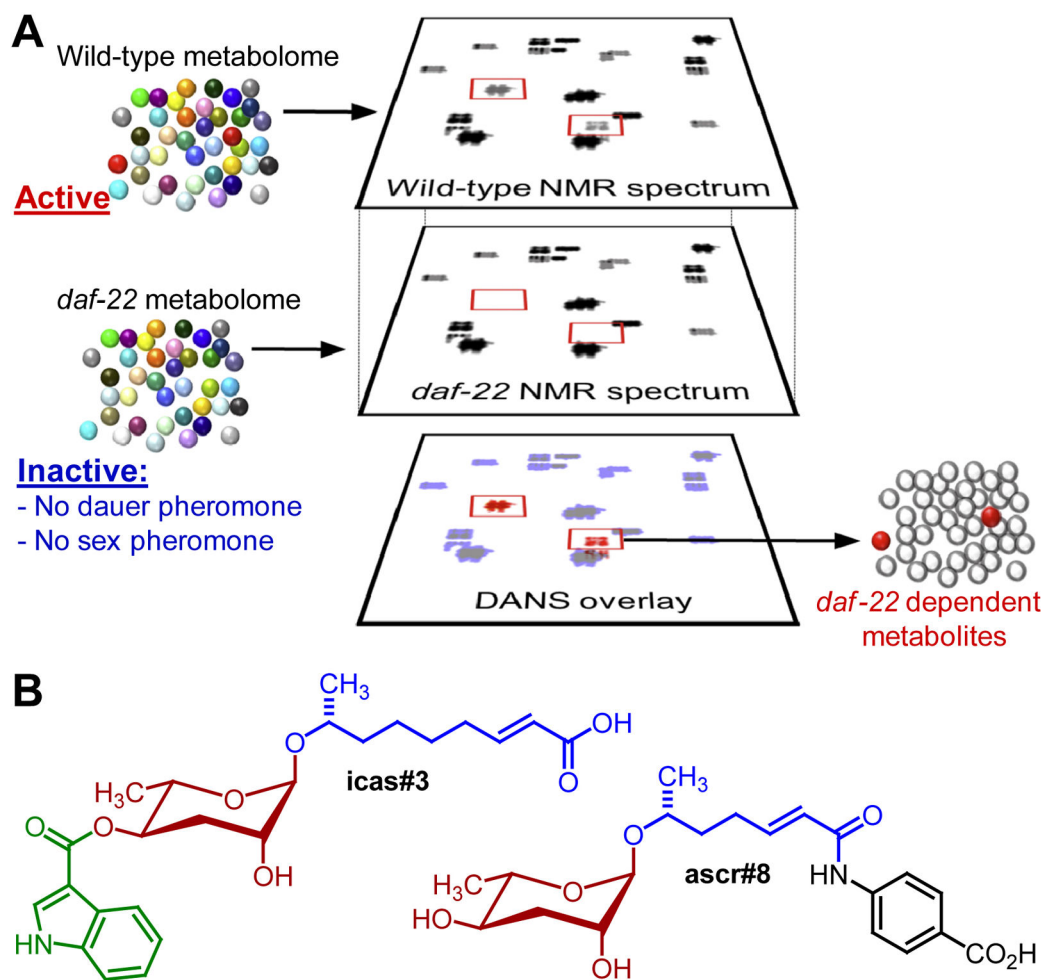 A
Wild-type metabolome
Active
Wild-type NMR spectrum
daf-22 metabolome
Inactive:
- No dauer pheromone
- No sex pheromone
daf-22 NMR spectrum
DANS overlay
daf-22 dependent
metabolites
B
CH3
O
OH
O
icas#3
H3C
O
O
O
OH
HN
CH3
O
O
ascr#8
H3C
O
HO
OH
HN
CO2H